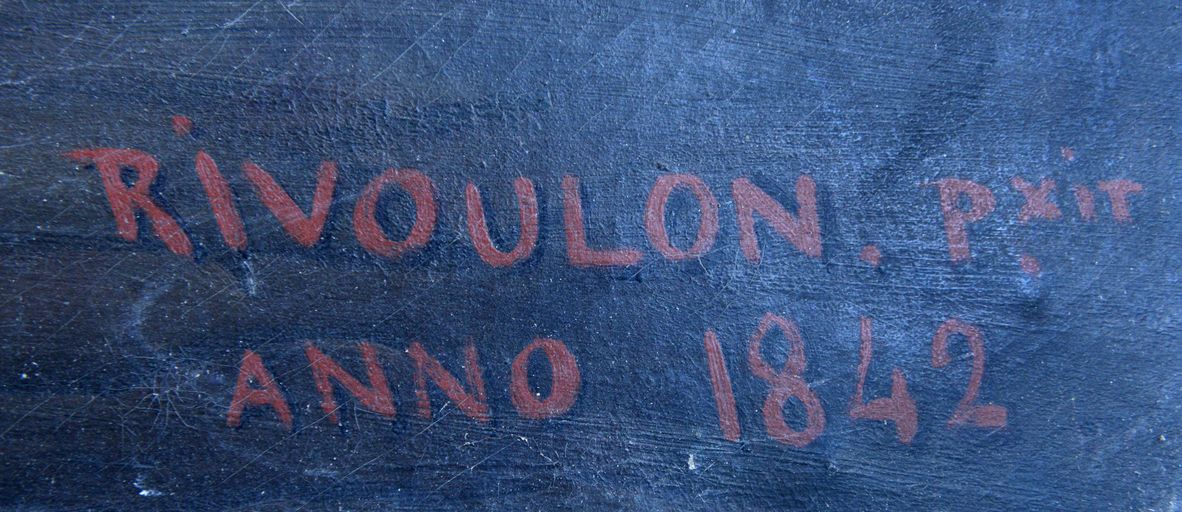 RiVOULON. PXiT
ANNO 1842